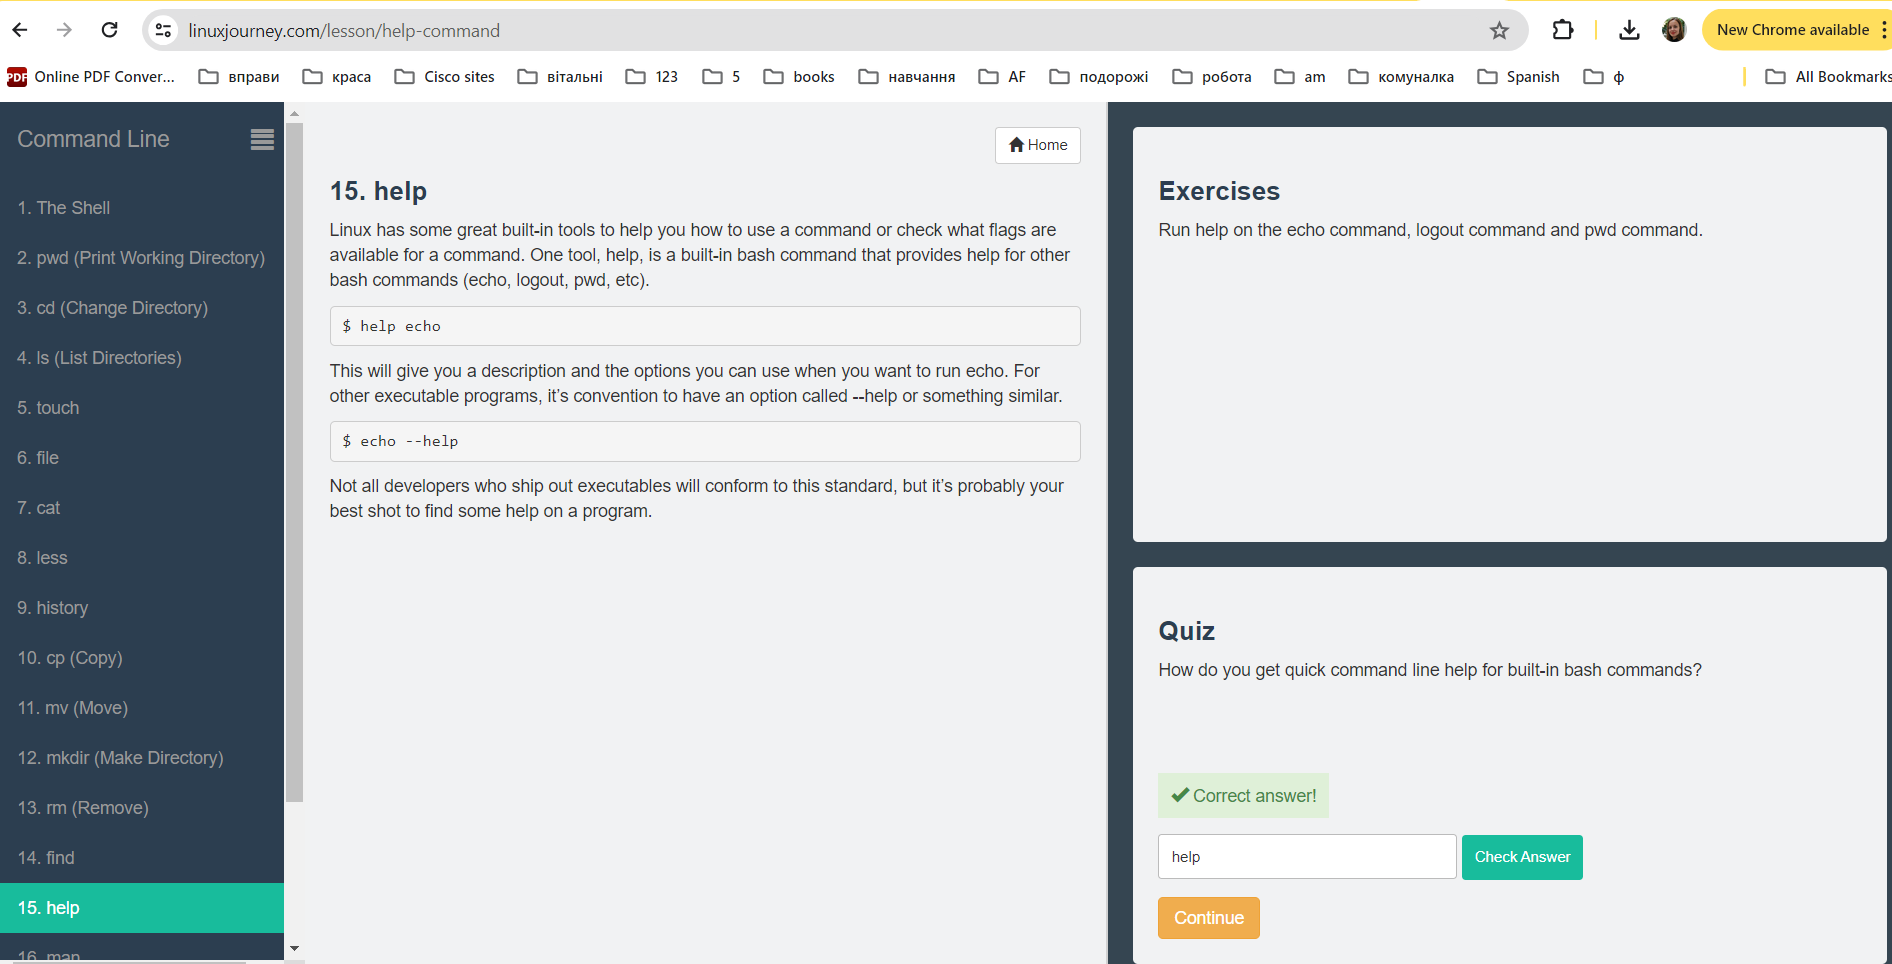 linuxjourney.com/lesson/help-command
New Chrome available
PDF Online PDF Conver... вправи краса Cisco sites вітальні 123 5 books навчання AF подорожі робота am комуналка Spanish ф All Bookmarks
Command Line
1. The Shell
2. pwd (Print Working Directory)
3. cd (Change Directory)
4. ls (List Directories)
5. touch
6. file
7. cat
8. less
9. history
10. cp (Copy)
11. mv (Move)
12. mkdir (Make Directory)
13. rm (Remove)
14. find
15. help
16. man
Home
15. help
Linux has some great built-in tools to help you how to use a command or check what flags are
available for a command. One tool, help, is a built-in bash command that provides help for other
bash commands (echo, logout, pwd, etc).
$ help echo
This will give you a description and the options you can use when you want to run echo. For
other executable programs, it’s convention to have an option called --help or something similar.
$ echo --help
Not all developers who ship out executables will conform to this standard, but it’s probably your
best shot to find some help on a program.
Exercises
Run help on the echo command, logout command and pwd command.
Quiz
How do you get quick command line help for built-in bash commands?
Correct answer!
help
Check Answer
Continue